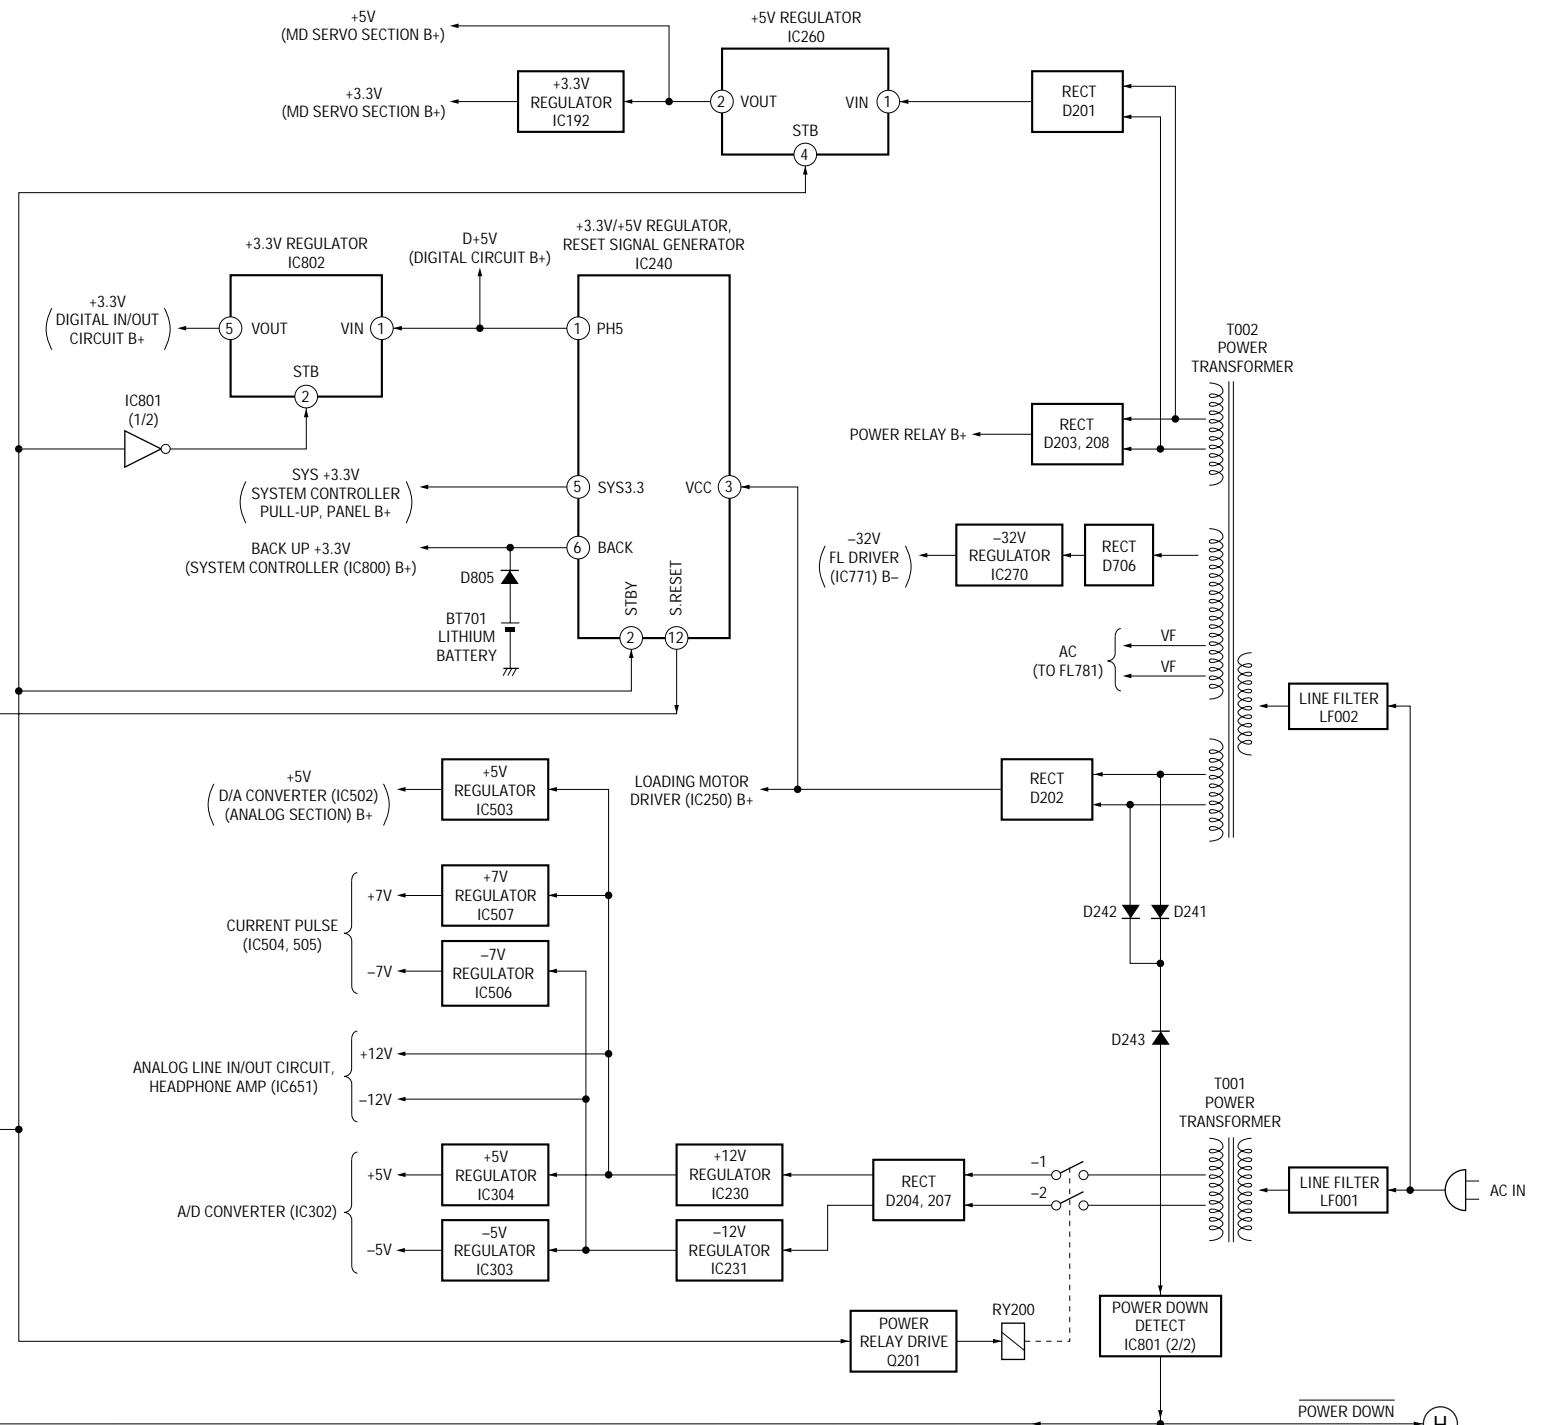 +5V
(MD SERVO SECTION B+)
+5V REGULATOR
IC260
+3.3V
(MD SERVO SECTION B+)
+3.3V
REGULATOR
IC192
2 VOUT
VIN 1
STB
4
RECT
D201
+3.3V REGULATOR
IC802
D+5V
(DIGITAL CIRCUIT B+)
+3.3V/+5V REGULATOR,
RESET SIGNAL GENERATOR
IC240
+3.3V
DIGITAL IN/OUT
CIRCUIT B+
5 VOUT
VIN 1
STB
2
1 PH5
IC801
(1/2)
T002
POWER
TRANSFORMER
POWER RELAY B+
RECT
D203, 208
SYS +3.3V
SYSTEM CONTROLLER
PULL-UP, PANEL B+
5 SYS3.3
VCC 3
BACK UP +3.3V
(SYSTEM CONTROLLER (IC800) B+)
6 BACK
D805
BT701
LITHIUM
BATTERY
STBY
S.RESET
2
12
–32V
FL DRIVER
(IC771) B–
–32V
REGULATOR
IC270
RECT
D706
AC
(TO FL781)
VF
VF
LINE FILTER
LF002
+5V
D/A CONVERTER (IC502)
(ANALOG SECTION) B+
+5V
REGULATOR
IC503
LOADING MOTOR
DRIVER (IC250) B+
RECT
D202
CURRENT PULSE
(IC504, 505)
+7V
+7V
REGULATOR
IC507
–7V
–7V
REGULATOR
IC506
D242
D241
D243
ANALOG LINE IN/OUT CIRCUIT,
HEADPHONE AMP (IC651)
+12V
–12V
T001
POWER
TRANSFORMER
A/D CONVERTER (IC302)
+5V
+5V
REGULATOR
IC304
+12V
REGULATOR
IC230
–5V
–5V
REGULATOR
IC303
–12V
REGULATOR
IC231
RECT
D204, 207
–1
–2
LINE FILTER
LF001
AC IN
POWER
RELAY DRIVE
Q201
RY200
POWER DOWN
DETECT
IC801 (2/2)
POWER DOWN
H